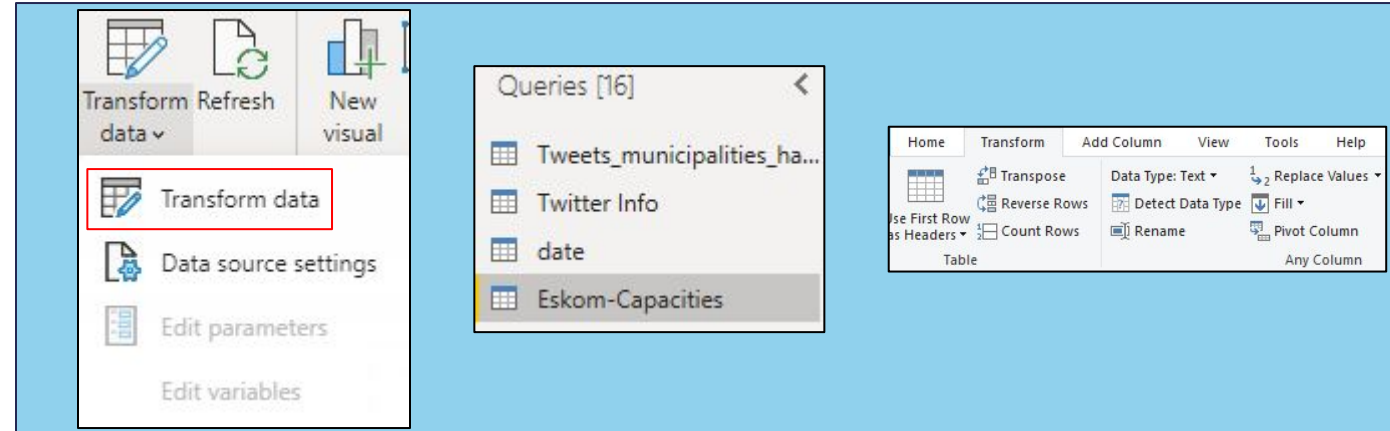 Transform Refresh New
data visual
Transform data
Data source settings
Edit parameters
Edit variables
Queries [16]
Tweets_municipalities_ha...
Twitter Info
date
Eskom-Capacities
Home Transform Add Column View Tools Help
Transpose Data Type: Text 1 2 Replace Values
Reverse Rows Detect Data Type Fill
Use First Row
as Headers Count Rows Rename Pivot Column
Table Any Column